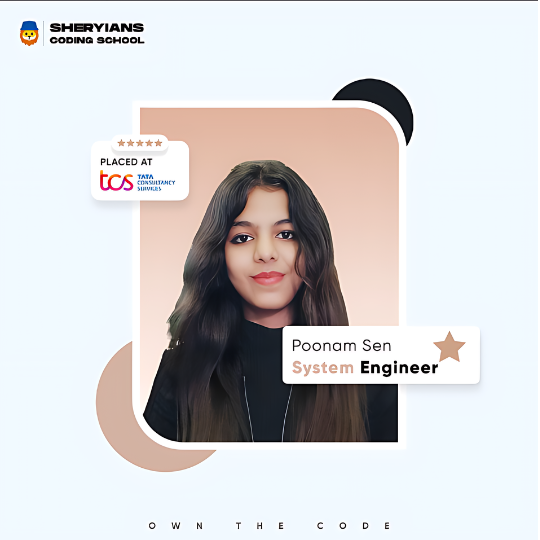 SHERYIANS
CODING SCHOOL
PLACED AT
tcs TATA
CONSULTANCY
SERVICES
Poonam Sen
System Engineer
OWN THE CODE